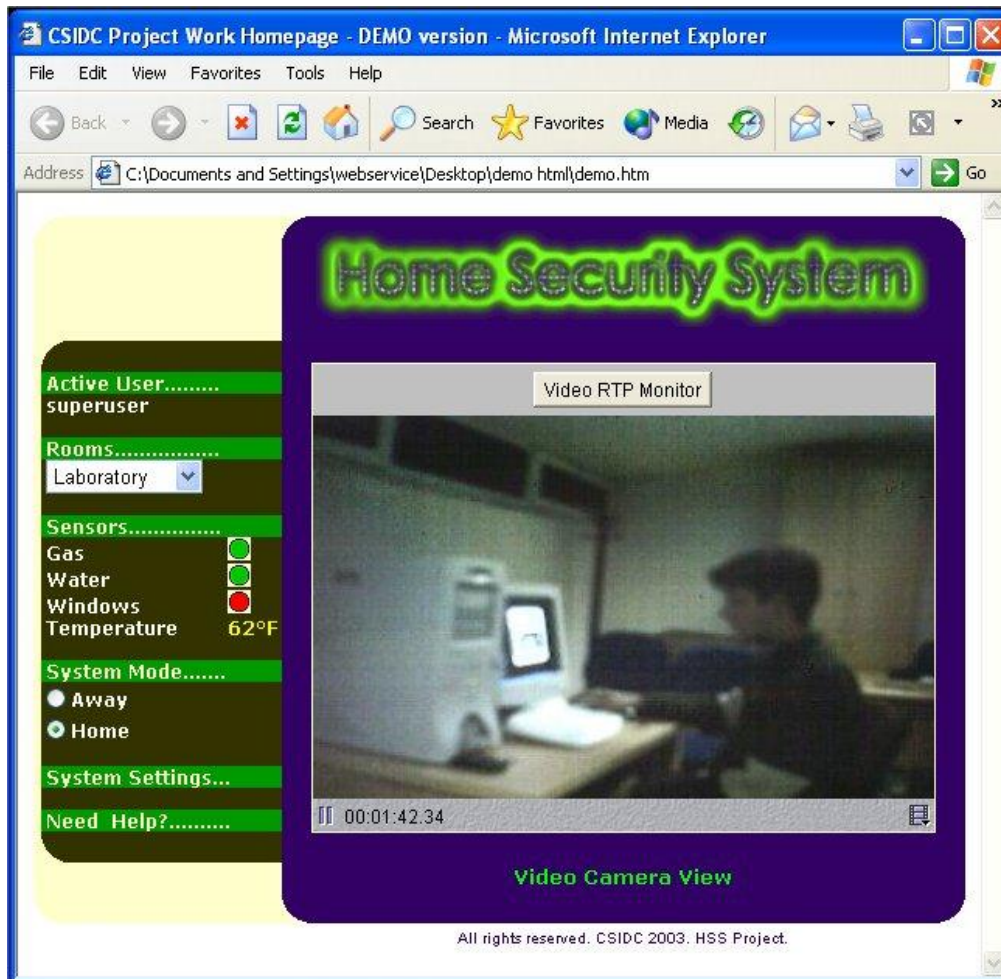 CSIDC Project Work Homepage - DEMO version - Microsoft Internet Explorer
File Edit View Favorites Tools Help
Back Search Favorites Media
Address C:\Documents and Settings\webservice\Desktop\demo html\demo.htm Go
Home Security System
Active User.........
superuser
Rooms.................
Laboratory
Sensors...............
Gas
Water
Windows
Temperature 62°F
System Mode.......
Away
Home
System Settings...
Need Help?..........
Video RTP Monitor
00:01:42.34
Video Camera View
All rights reserved. CSIDC 2003. HSS Project.